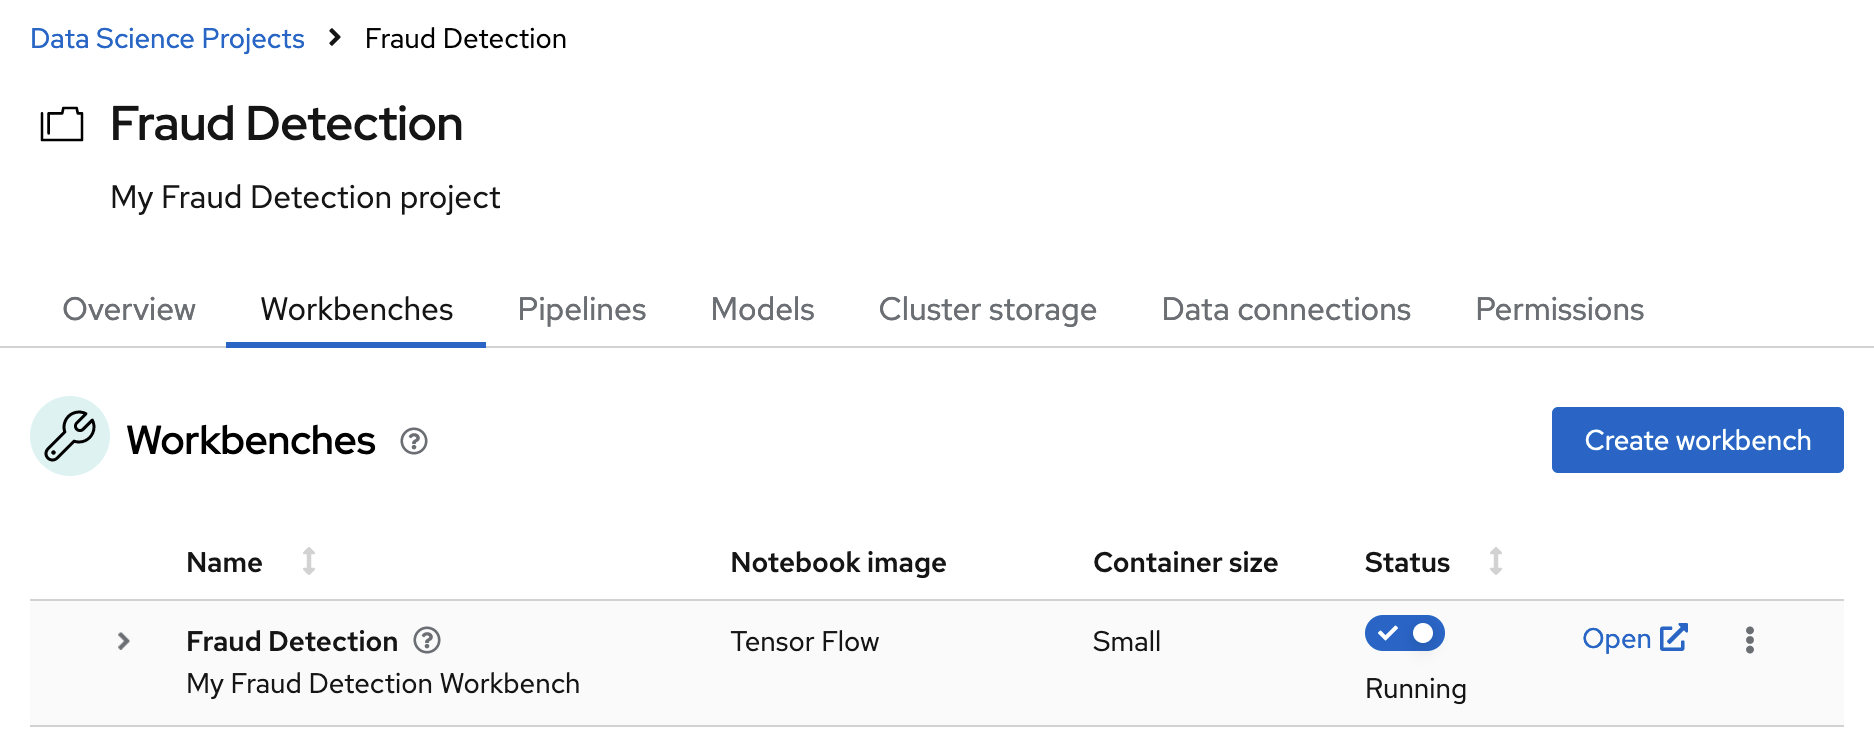 Data Science Projects > Fraud Detection
Fraud Detection
My Fraud Detection project
Overview Workbenches Pipelines Models Cluster storage Data connections Permissions
Workbenches
Create workbench
Name Notebook image Container size Status
Fraud Detection Tensor Flow Small Open
My Fraud Detection Workbench Running